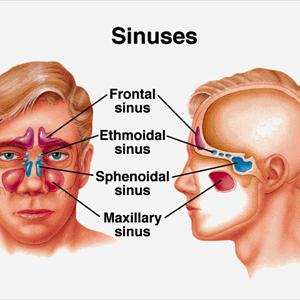 Sinuses
Frontal
sinus
Ethmoidal
sinus
Sphenoidal
sinus
Maxillary
sinus